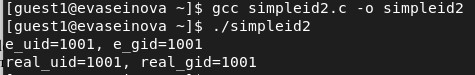 [guest1@evaseinova ~]$ gcc simpleid2.c -o simpleid2
[guest1@evaseinova ~]$ ./simpleid2
e_uid=1001, e_gid=1001
real_uid=1001, real_gid=1001